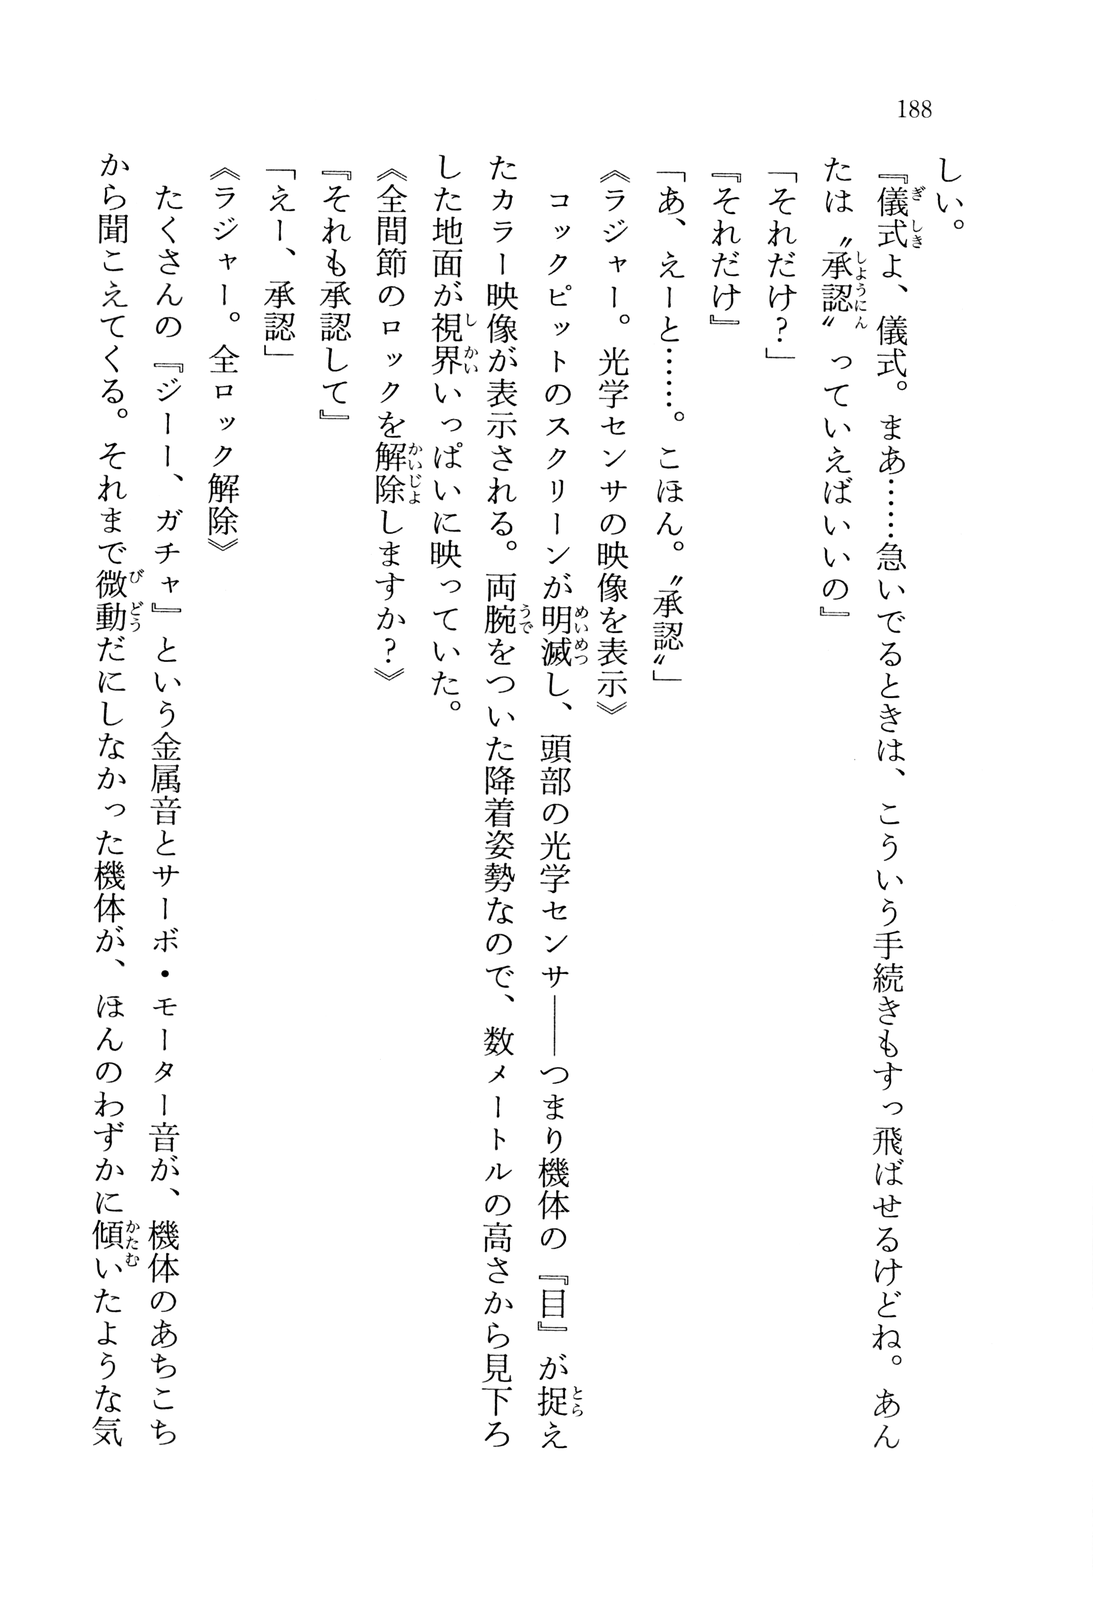 188
しい。
『儀式よ、儀式。まあ……急いでるときは、こういう手続きもすっ飛ばせるけどね。あん
たは〝承認〟っていえばいいの』
「それだけ？」
『それだけ』
「あ、えーと……。こほん。〝承認〟」
《ラジャー。光学センサの映像を表示》
　コックピットのスクリーンが明滅し、頭部の光学センサ――つまり機体の『目』が捉え
たカラー映像が表示される。両腕をついた降着姿勢なので、数メートルの高さから見下ろ
した地面が視界いっぱいに映っていた。
《全間節のロックを解除しますか？》
『それも承認して』
「えー、承認」
《ラジャー。全ロック解除》
　たくさんの『ジーー、ガチャ』という金属音とサーボ・モーター音が、機体のあちこち
から聞こえてくる。それまで微動だにしなかった機体が、ほんのわずかに傾いたような気